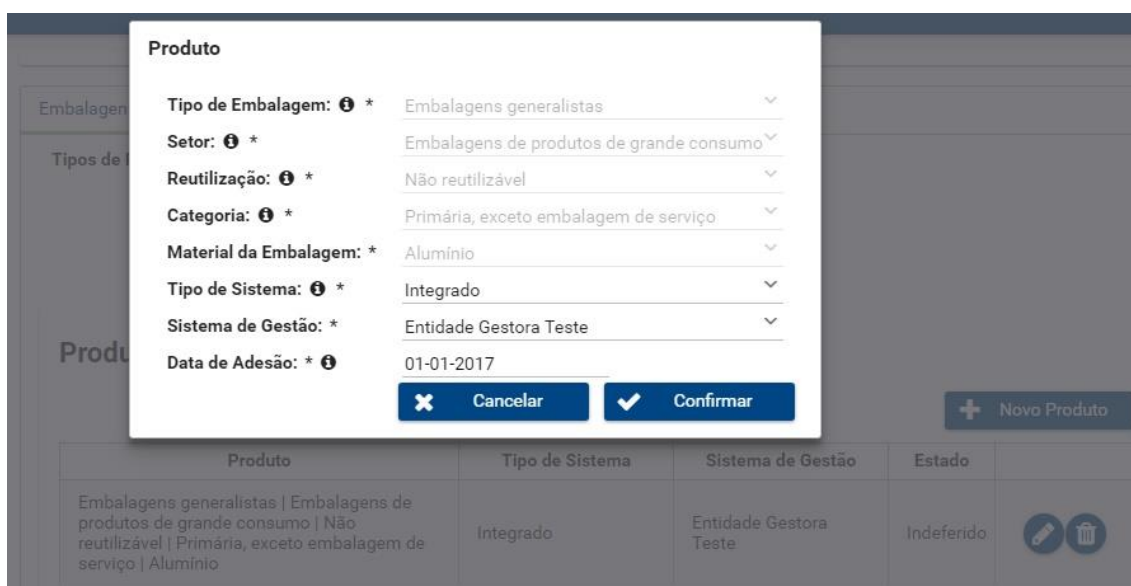 Produto
Tipo de Embalagem: *
Embalagens generalistas
Setor: *
Embalagens de produtos de grande consumo
Reutilização: *
Não reutilizável
Categoria: *
Primária, exceto embalagem de serviço
Material da Embalagem: *
Alumínio
Tipo de Sistema: *
Integrado
Sistema de Gestão: *
Entidade Gestora Teste
Data de Adesão: *
01-01-2017
Cancelar
Confirmar
Embalagen
Tipos de
Produ
Novo Produto
Produto
Tipo de Sistema
Sistema de Gestão
Estado
Embalagens generalistas | Embalagens de
produtos de grande consumo | Não
reutilizável | Primária, exceto embalagem de
serviço | Alumínio
Integrado
Entidade Gestora
Teste
Indeferido